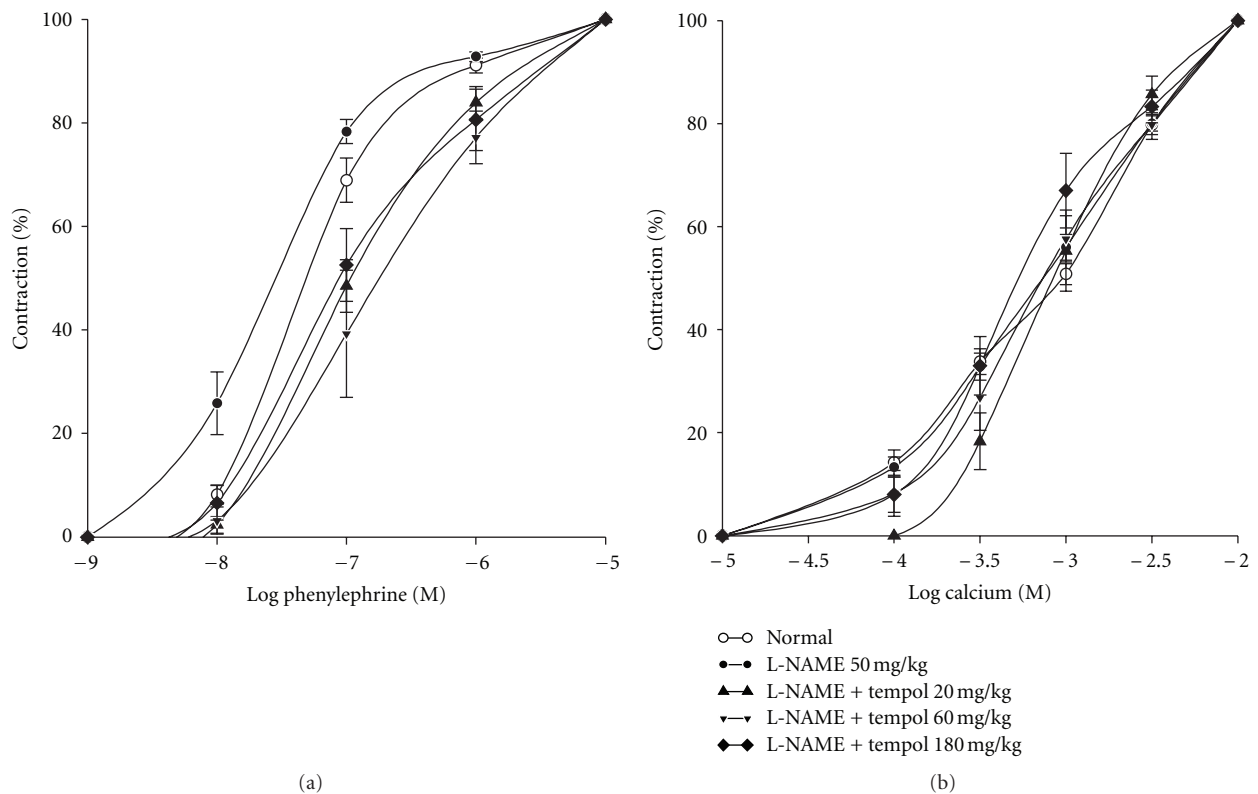 100
80
60
40
20
0
Contraction (%)
−9
−8
−7
−6
−5
Log phenylephrine (M)
(a)
100
80
60
40
20
0
Contraction (%)
−5
−4.5
−4
−3.5
−3
−2.5
−2
Log calcium (M)
Normal
L-NAME 50 mg/kg
L-NAME + tempol 20 mg/kg
L-NAME + tempol 60 mg/kg
L-NAME + tempol 180 mg/kg
(b)